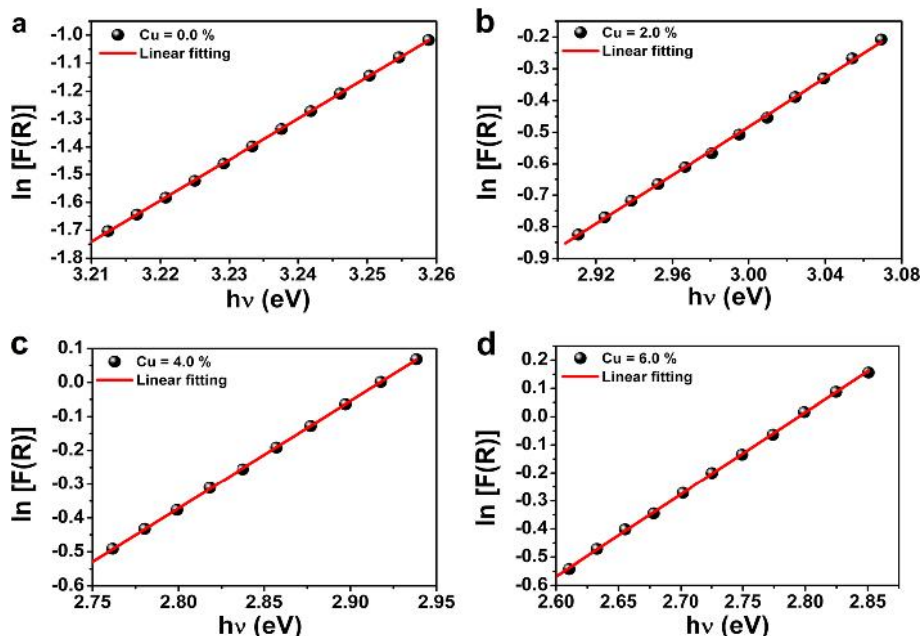 a
Cu = 0.0 %
Linear fitting
-1.0
-1.1
-1.2
-1.3
-1.4
-1.5
-1.6
-1.7
-1.8
ln [F(R)]
3.21 3.22 3.23 3.24 3.25 3.26
hν (eV)
b
Cu = 2.0 %
Linear fitting
-0.2
-0.3
-0.4
-0.5
-0.6
-0.7
-0.8
-0.9
ln [F(R)]
2.92 2.96 3.00 3.04 3.08
hν (eV)
c
Cu = 4.0 %
Linear fitting
0.1
0.0
-0.1
-0.2
-0.3
-0.4
-0.5
-0.6
ln [F(R)]
2.75 2.80 2.85 2.90 2.95
hν (eV)
d
Cu = 6.0 %
Linear fitting
0.2
0.1
0.0
-0.1
-0.2
-0.3
-0.4
-0.5
-0.6
ln [F(R)]
2.60 2.65 2.70 2.75 2.80 2.85
hν (eV)